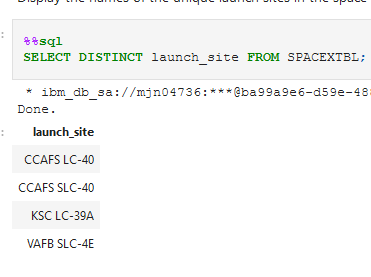 Display the names of the unique launch sites in the space
%%sql
SELECT DISTINCT launch_site FROM SPACEXTBL;
* ibm_db_sa://mjn04736:***@ba99a9e6-d59e-488
Done.
launch_site
CCAFS LC-40
CCAFS SLC-40
KSC LC-39A
VAFB SLC-4E